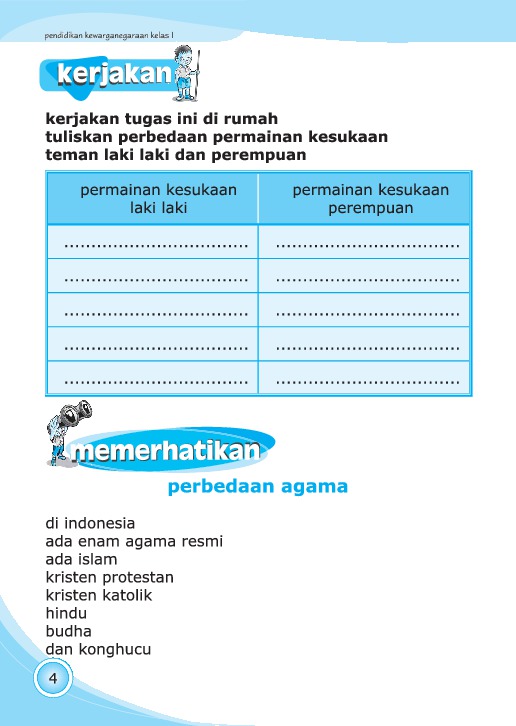 pendidikan kewarganegaraan kelas I
kerjakan
kerjakan tugas ini di rumah
tuliskan perbedaan permainan kesukaan
teman laki laki dan perempuan
permainan kesukaan laki laki
permainan kesukaan perempuan
.................................. ..................................
.................................. ..................................
.................................. ..................................
.................................. ..................................
.................................. ..................................
memerhatikan
perbedaan agama
di indonesia
ada enam agama resmi
ada islam
kristen protestan
kristen katolik
hindu
budha
dan konghucu
4